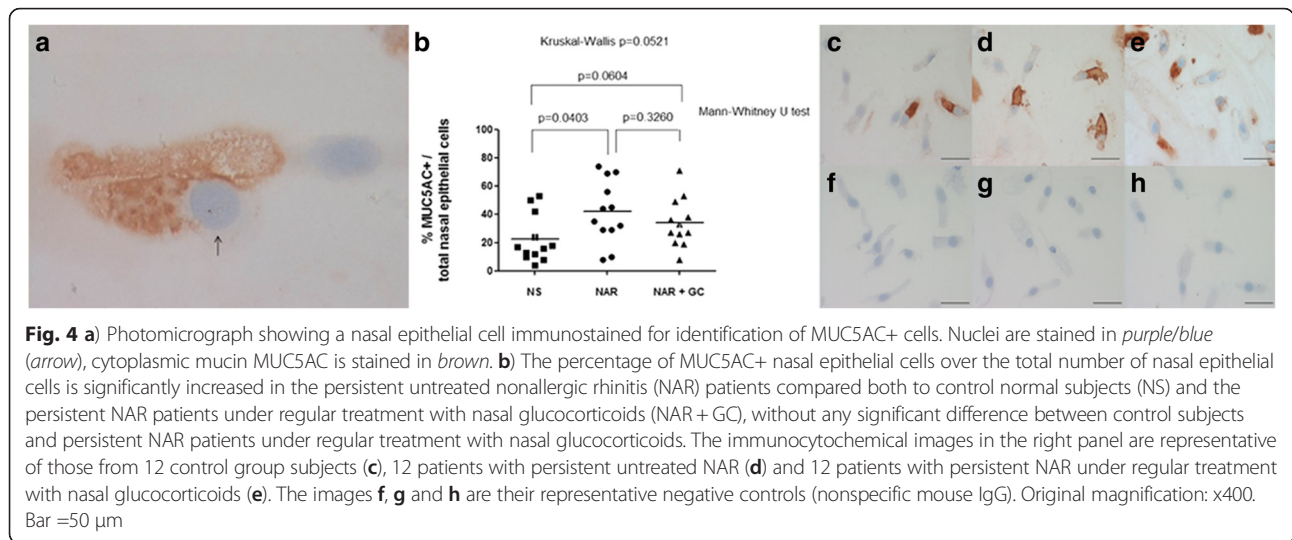 a
b
Kruskal-Wallis p=0.0521
p=0.0604
Mann-Whitney U test
p=0.0403
p=0.3260
% MUC5AC+ /
total nasal epithelial cells
100
80
60
40
20
0
NS
NAR
NAR + GC
c
d
e
f
g
h
Fig. 4 a) Photomicrograph showing a nasal epithelial cell immunostained for identification of MUC5AC+ cells. Nuclei are stained in purple/blue
(arrow), cytoplasmic mucin MUC5AC is stained in brown. b) The percentage of MUC5AC+ nasal epithelial cells over the total number of nasal epithelial
cells is significantly increased in the persistent untreated nonallergic rhinitis (NAR) patients compared both to control normal subjects (NS) and the
persistent NAR patients under regular treatment with nasal glucocorticoids (NAR + GC), without any significant difference between control subjects
and persistent NAR patients under regular treatment with nasal glucocorticoids. The immunocytochemical images in the right panel are representative
of those from 12 control group subjects (c), 12 patients with persistent untreated NAR (d) and 12 patients with persistent NAR under regular treatment
with nasal glucocorticoids (e). The images f, g and h are their representative negative controls (nonspecific mouse IgG). Original magnification: x400.
Bar =50 μm